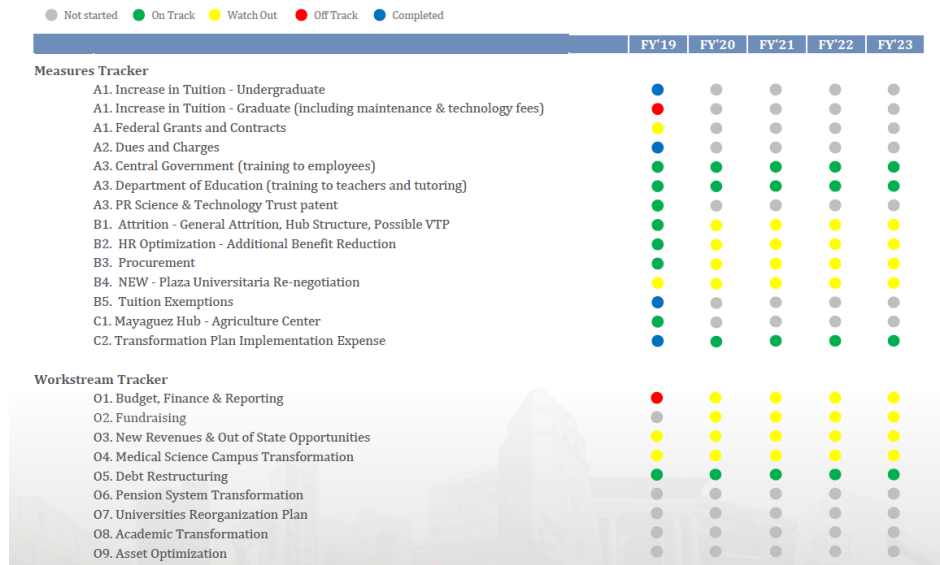 Not started On Track Watch Out Off Track Completed
FY'19 FY'20 FY'21 FY'22 FY'23
Measures Tracker
A1. Increase in Tuition - Undergraduate
A1. Increase in Tuition - Graduate (including maintenance & technology fees)
A1. Federal Grants and Contracts
A2. Dues and Charges
A3. Central Government (training to employees)
A3. Department of Education (training to teachers and tutoring)
A3. PR Science & Technology Trust patent
B1. Attrition - General Attrition, Hub Structure, Possible VTP
B2. HR Optimization - Additional Benefit Reduction
B3. Procurement
B4. NEW - Plaza Universitaria Re-negotiation
B5. Tuition Exemptions
C1. Mayaguez Hub - Agriculture Center
C2. Transformation Plan Implementation Expense
Workstream Tracker
O1. Budget, Finance & Reporting
O2. Fundraising
O3. New Revenues & Out of State Opportunities
O4. Medical Science Campus Transformation
O5. Debt Restructuring
O6. Pension System Transformation
O7. Universities Reorganization Plan
O8. Academic Transformation
O9. Asset Optimization